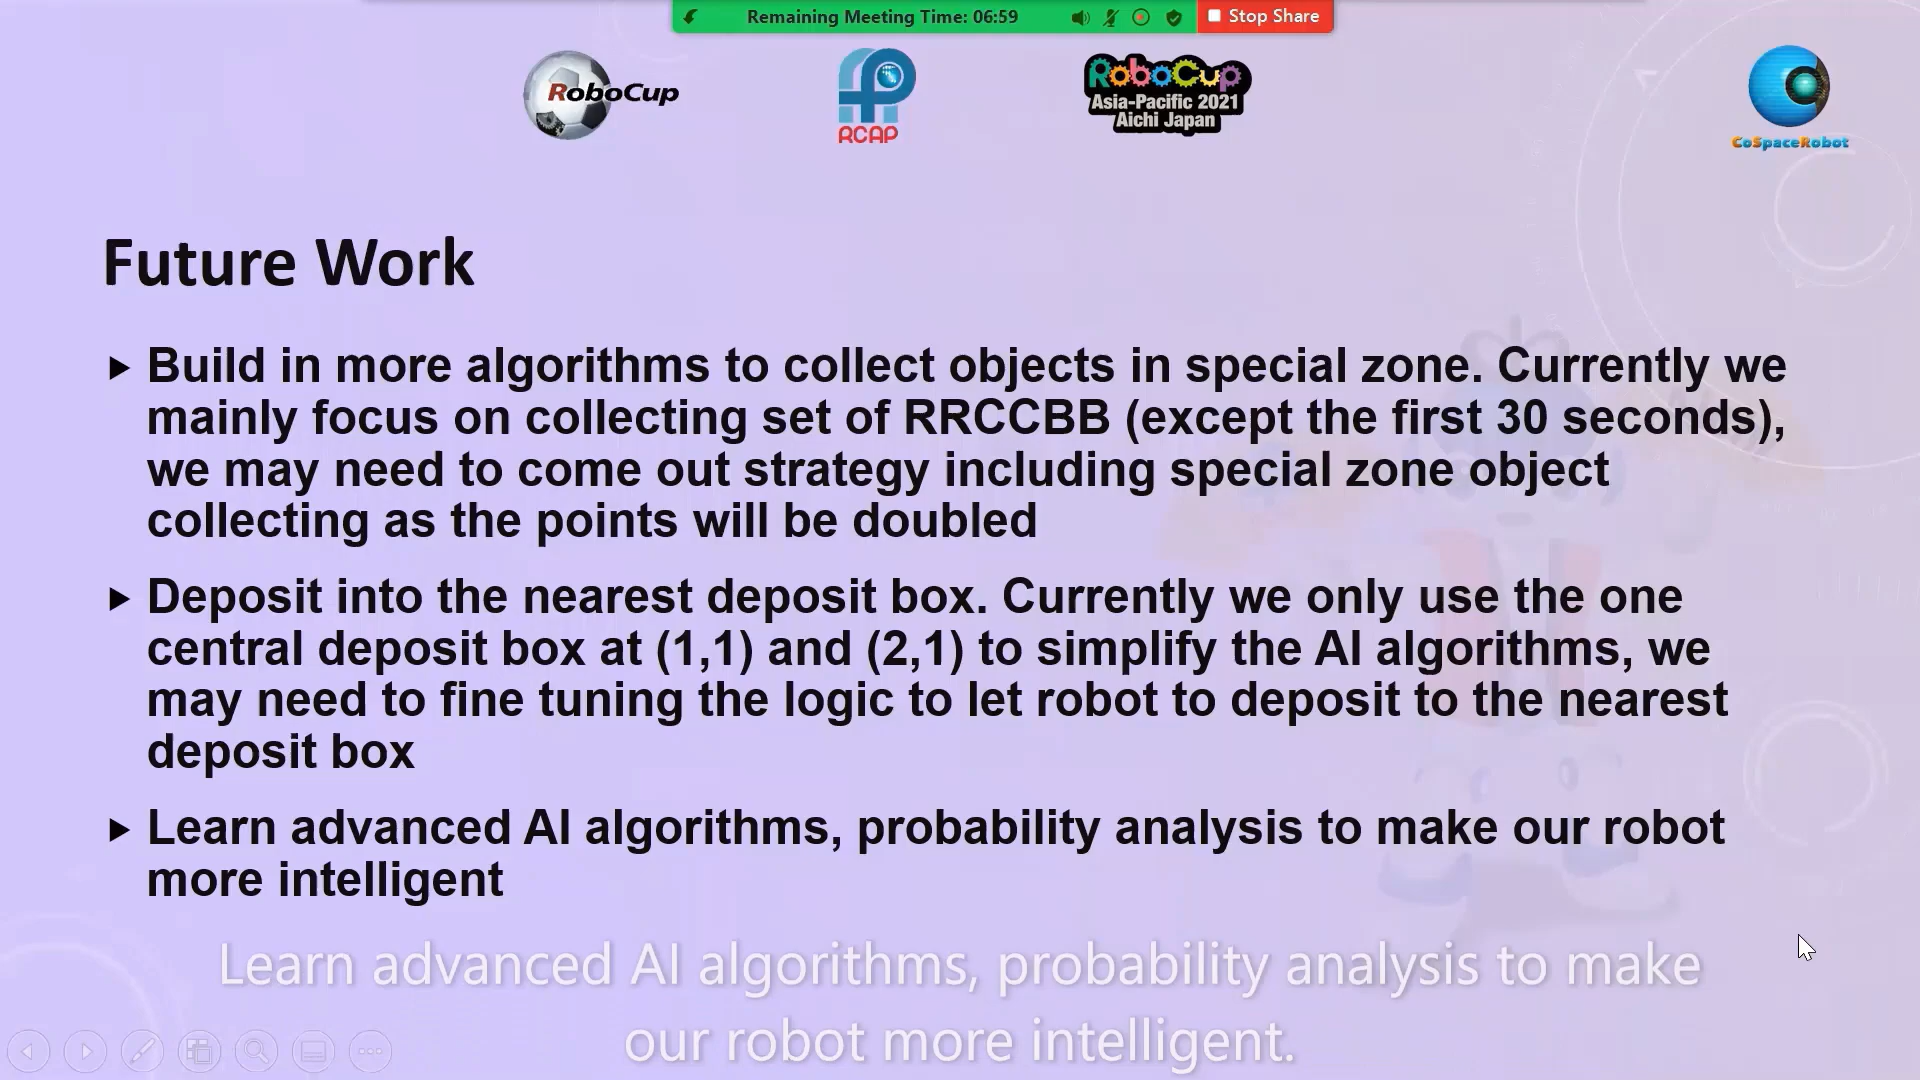 Remaining Meeting Time: 06:59
Stop Share
RoboCup
RCAP
RoboCup
Asia-Pacific 2021
Aichi Japan
CoSpaceRobot
Future Work
Build in more algorithms to collect objects in special zone. Currently we
mainly focus on collecting set of RRCCBB (except the first 30 seconds),
we may need to come out strategy including special zone object
collecting as the points will be doubled
Deposit into the nearest deposit box. Currently we only use the one
central deposit box at (1,1) and (2,1) to simplify the AI algorithms, we
may need to fine tuning the logic to let robot to deposit to the nearest
deposit box
Learn advanced AI algorithms, probability analysis to make our robot
more intelligent
Learn advanced AI algorithms, probability analysis to make
our robot more intelligent.